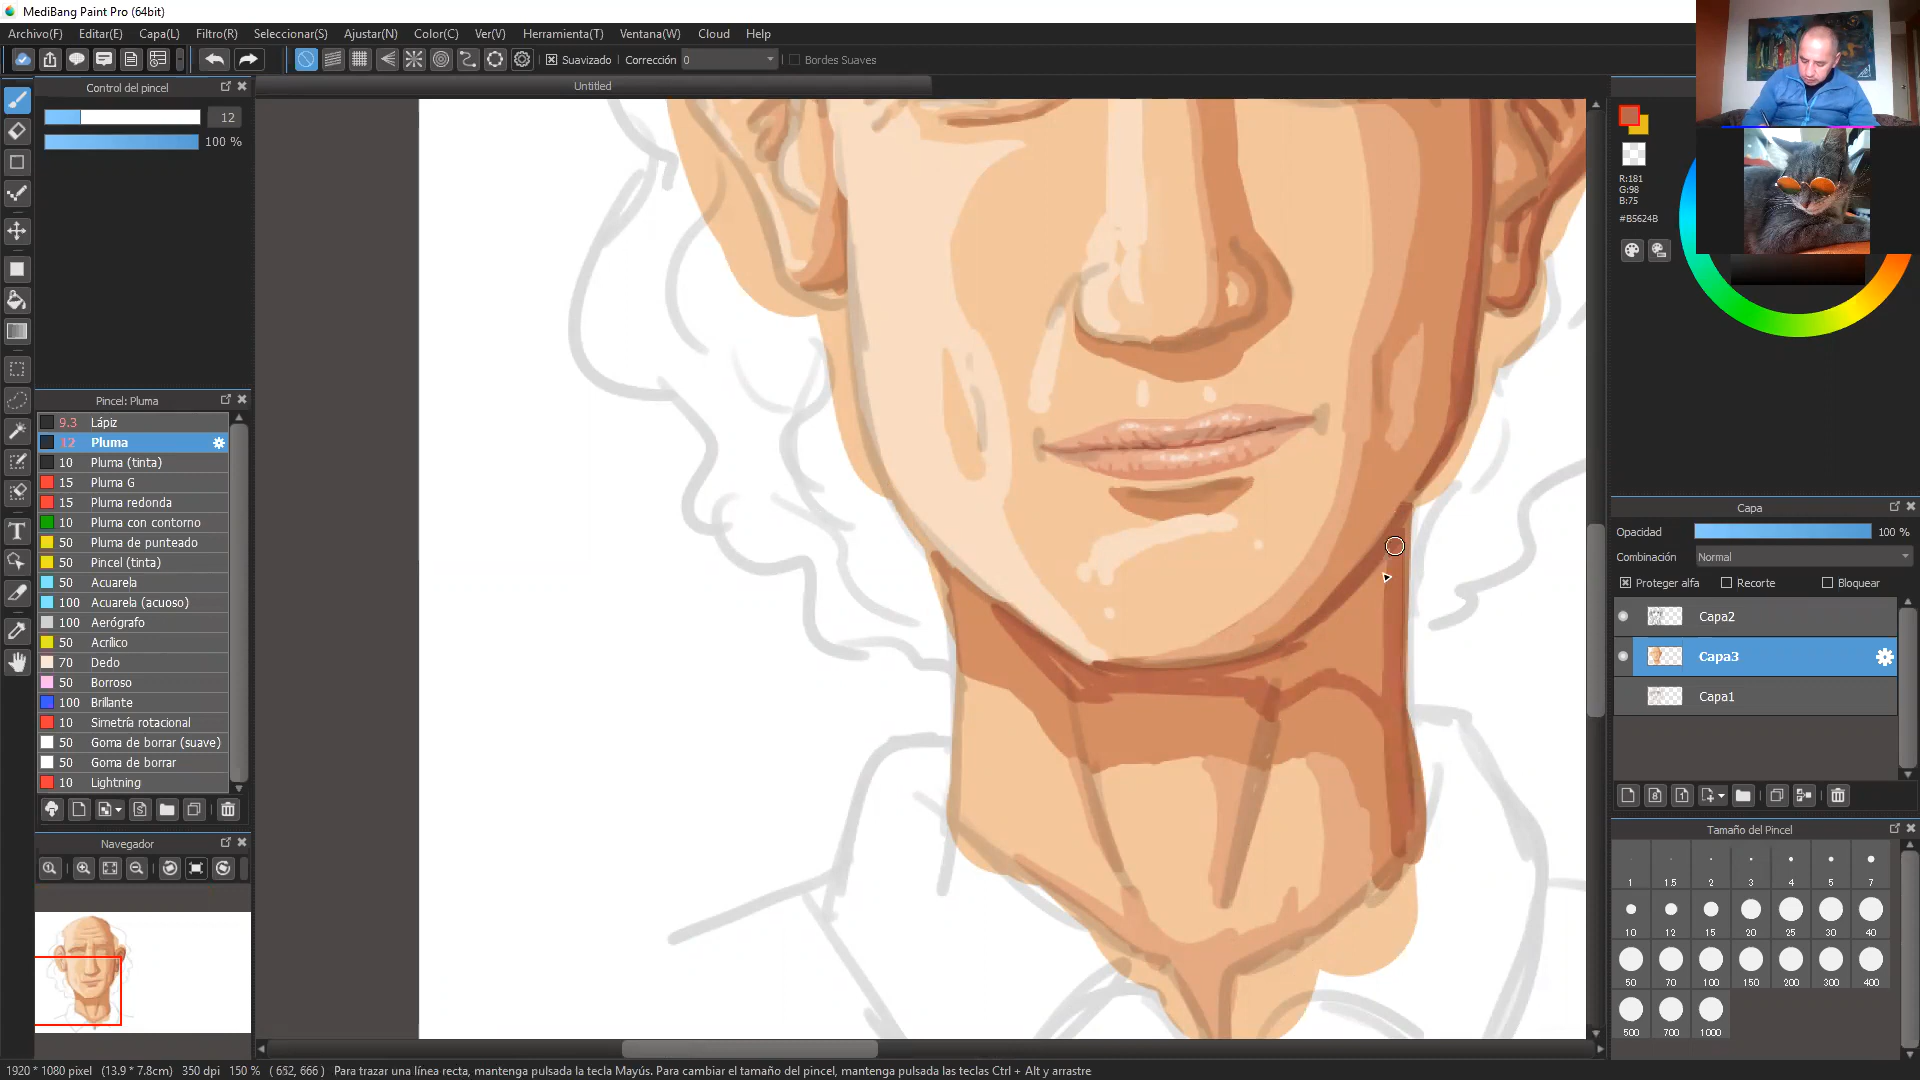 MediBang Paint Pro (64bit)
Archivo(F) Editar(E) Capa(L) Filtro(R) Seleccionar(S) Ajustar(N) Color(C) Ver(V) Herramienta(T) Ventana(W) Cloud Help
Suavizado Corrección 0 Bordes Suaves
Control del pincel
Untitled
12
100 %
Pincel: Pluma
9.3 Lápiz
12 Pluma
10 Pluma (tinta)
15 Pluma G
15 Pluma redonda
10 Pluma con contorno
50 Pluma de punteado
50 Pincel (tinta)
50 Acuarela
100 Acuarela (acuoso)
100 Aerógrafo
50 Acrílico
70 Dedo
50 Borroso
100 Brillante
10 Simetría rotacional
50 Goma de borrar (suave)
50 Goma de borrar
10 Lightning
Navegador
R:181
G:98
B:75
#B5624B
Capa
Opacidad 100 %
Combinación Normal
Proteger alfa Recorte Bloquear
Capa2
Capa3
Capa1
Tamaño del Pincel
1 1.5 2 3 4 5 7
10 12 15 20 25 30 40
50 70 100 150 200 300 400
500 700 1000
1920 * 1080 pixel (13.9 * 7.8cm) 350 dpi 150 % ( 652, 666 ) Para trazar una línea recta, mantenga pulsada la tecla Mayús. Para cambiar el tamaño del pincel, mantenga pulsada las teclas Ctrl + Alt y arrastre